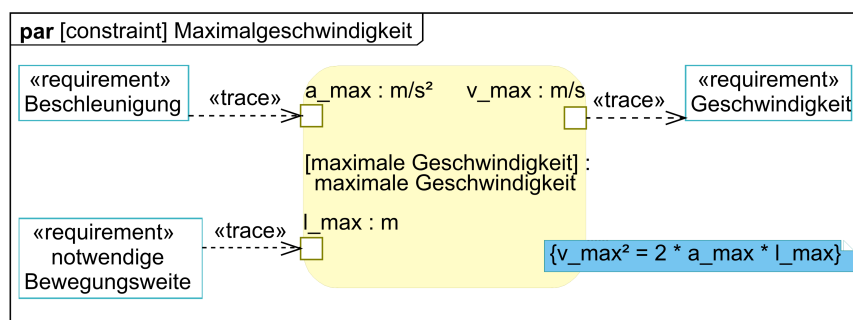 par [constraint] Maximalgeschwindigkeit
«requirement»
Beschleunigung
«trace»
a_max : m/s²
v_max : m/s
«trace»
«requirement»
Geschwindigkeit
[maximale Geschwindigkeit] :
maximale Geschwindigkeit
«requirement»
notwendige
Bewegungsweite
«trace»
l_max : m
{v_max² = 2 * a_max * l_max}